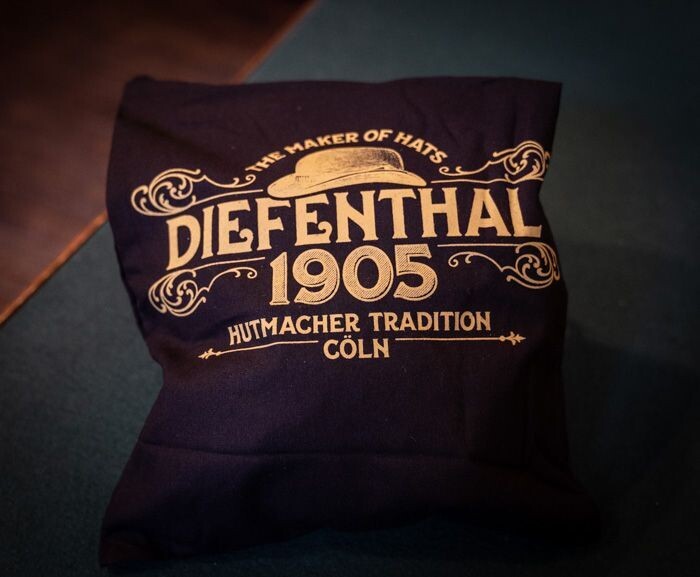 THE MAKER OF HATS
DIEFENTHAL
1905
HUTMACHER TRADITION
CÖLN